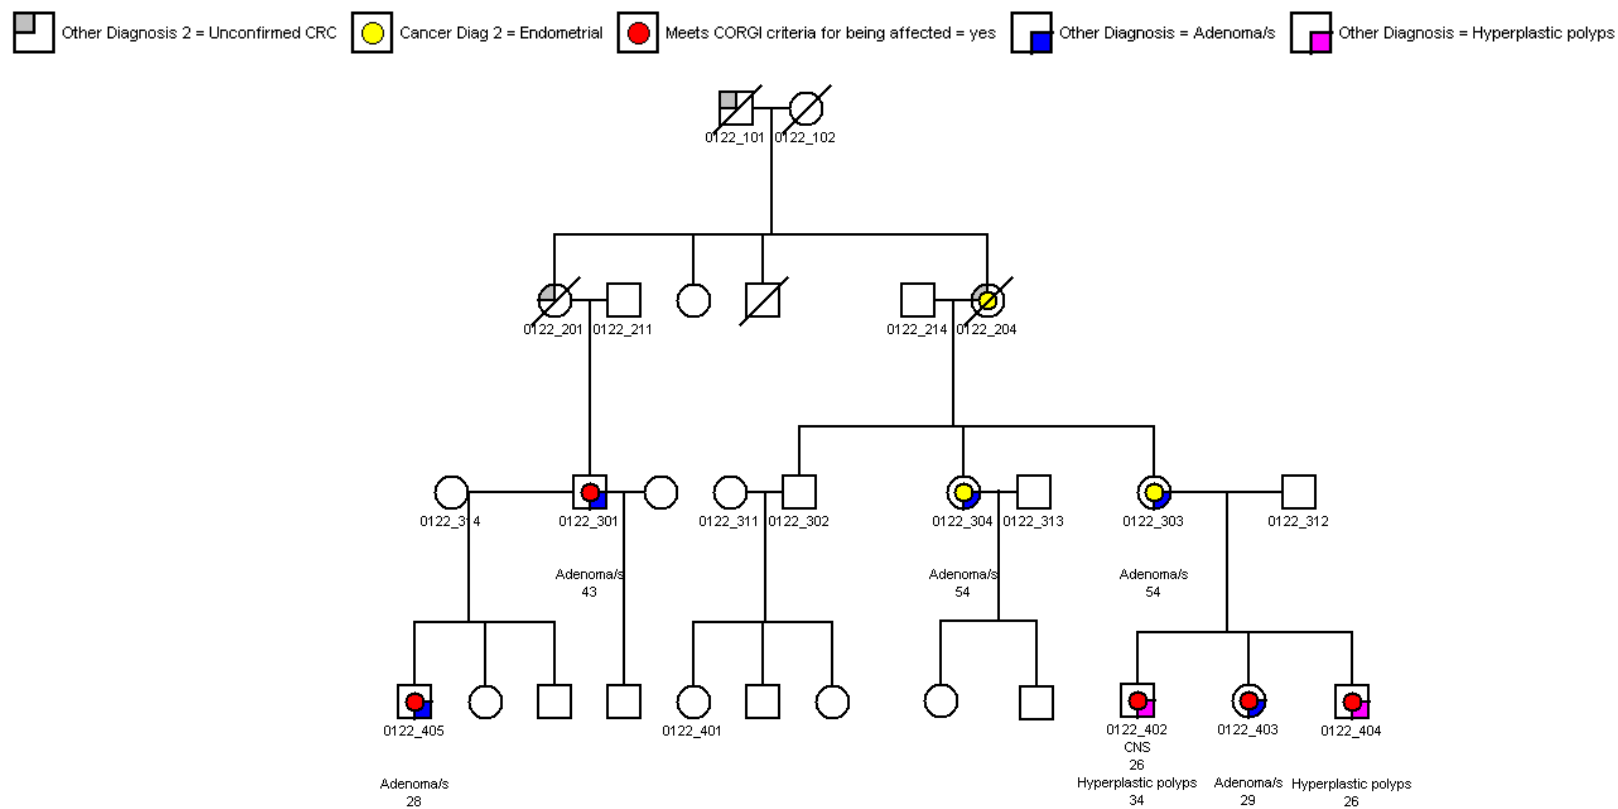 Other Diagnosis 2 = Unconfirmed CRC
Cancer Diag 2 = Endometrial
Meets CORGI criteria for being affected = yes
Other Diagnosis = Adenoma/s
Other Diagnosis = Hyperplastic polyps
0122_101
0122_102
0122_201
0122_211
0122_214
0122_204
0122_314
0122_301
0122_311
0122_302
0122_304
0122_313
0122_303
0122_312
Adenoma/s
43
Adenoma/s
54
Adenoma/s
54
0122_405
Adenoma/s
28
0122_401
0122_402
CNS
26
Hyperplastic polyps
34
0122_403
Adenoma/s
29
0122_404
Hyperplastic polyps
26